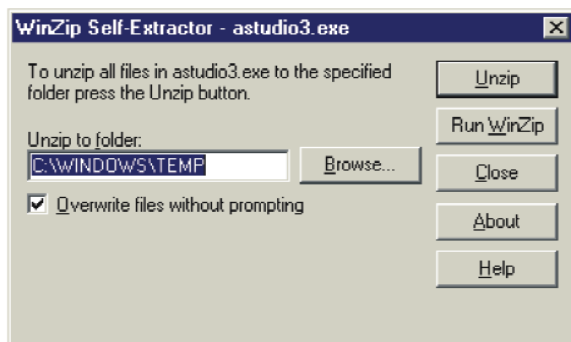 WinZip Self-Extractor - astudio3.exe
To unzip all files in astudio3.exe to the specified
folder press the Unzip button.
Unzip to folder:
C:\WINDOWS\TEMP
Browse...
Overwrite files without prompting
Unzip
Run WinZip
Close
About
Help